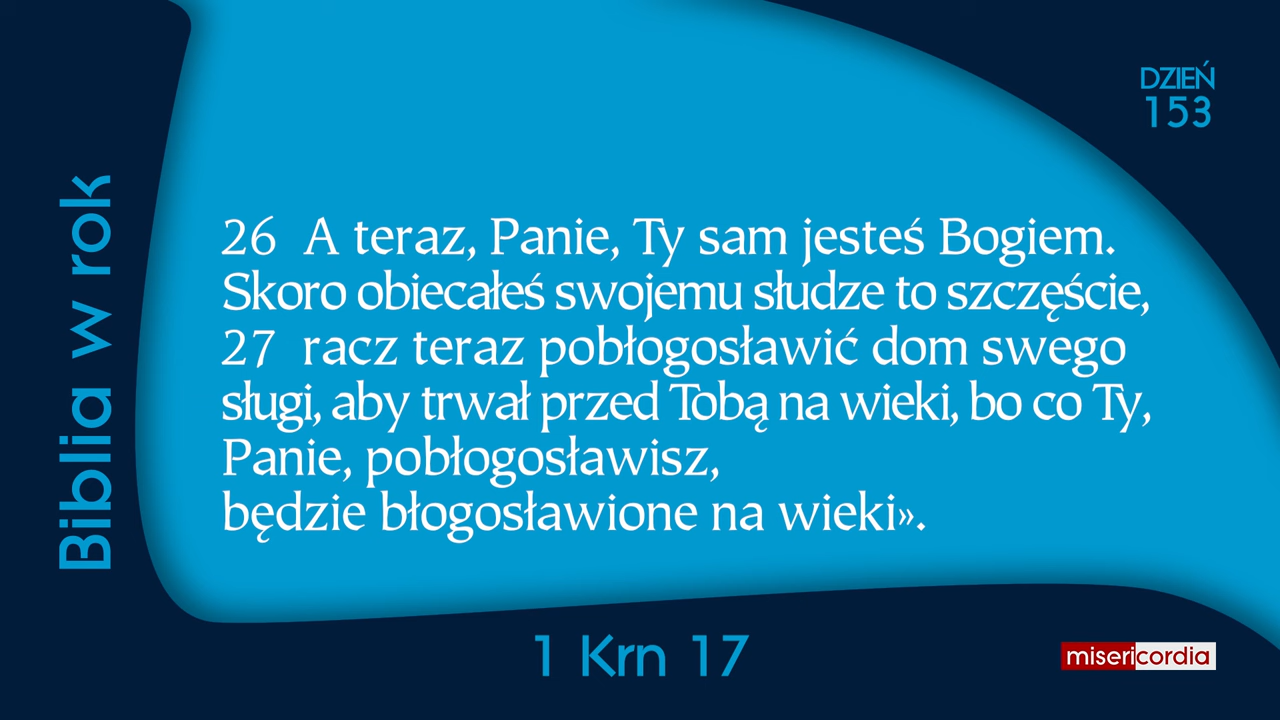 DZIEŃ
153
Biblia w rok
26 A teraz, Panie, Ty sam jesteś Bogiem.
Skoro obiecałeś swojemu słudze to szczęście,
27 racz teraz pobłogosławić dom swego
sługi, aby trwał przed Tobą na wieki, bo co Ty,
Panie, pobłogosławisz,
będzie błogosławione na wieki».
1 Krn 17
misericordia